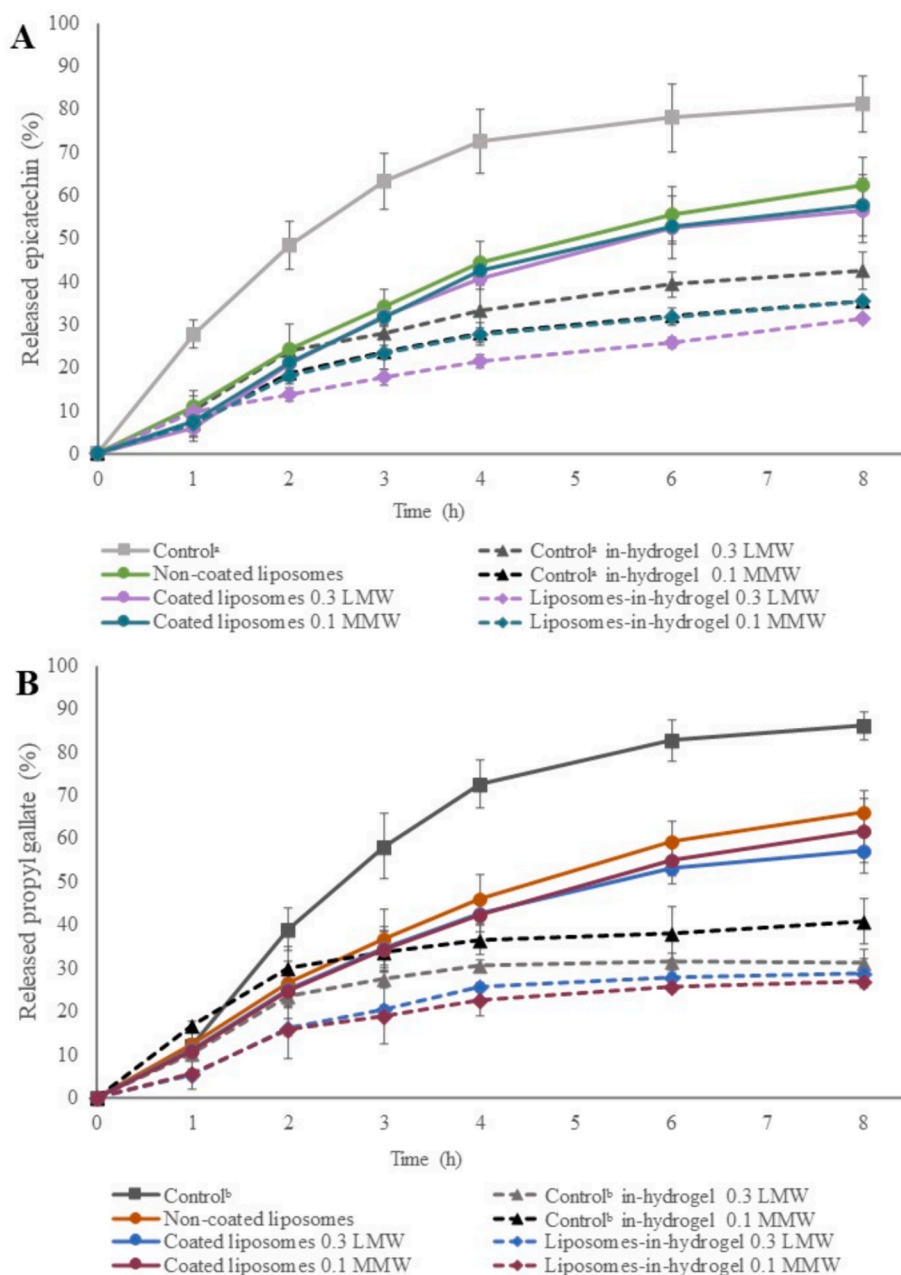 A
100
90
80
70
60
50
40
30
20
10
0
Released epicatechin (%)
0 1 2 3 4 5 6 7 8
Time (h)
Controlª Controlª in-hydrogel 0.3 LMW
Non-coated liposomes Controlª in-hydrogel 0.1 MMW
Coated liposomes 0.3 LMW Liposomes-in-hydrogel 0.3 LMW
Coated liposomes 0.1 MMW Liposomes-in-hydrogel 0.1 MMW
B
100
90
80
70
60
50
40
30
20
10
0
Released propyl gallate (%)
0 1 2 3 4 5 6 7 8
Time (h)
Controlᵇ Controlᵇ in-hydrogel 0.3 LMW
Non-coated liposomes Controlᵇ in-hydrogel 0.1 MMW
Coated liposomes 0.3 LMW Liposomes-in-hydrogel 0.3 LMW
Coated liposomes 0.1 MMW Liposomes-in-hydrogel 0.1 MMW